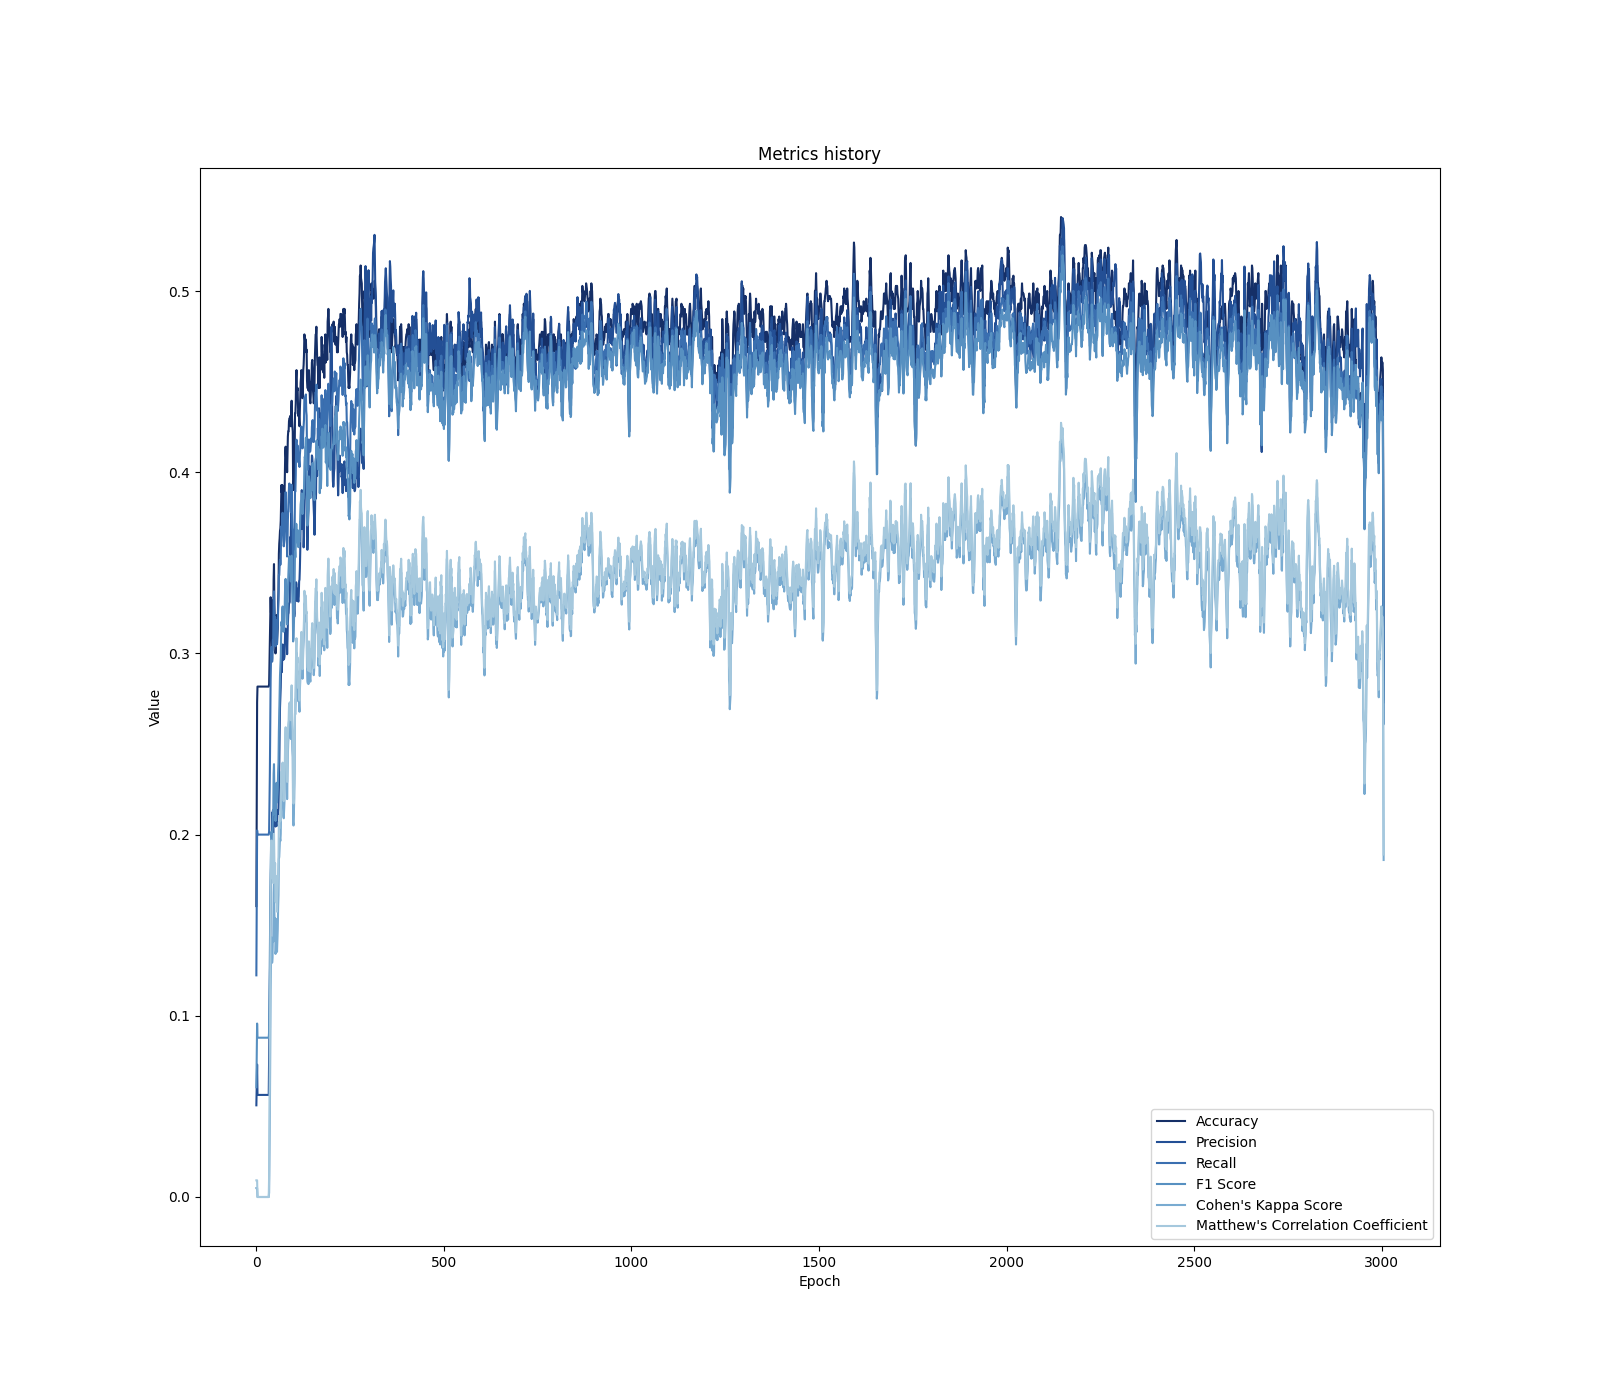 Metrics history
0.5
0.4
0.3
0.2
0.1
0.0
Value
0
500
1000
1500
2000
2500
3000
Epoch
Accuracy
Precision
Recall
F1 Score
Cohen's Kappa Score
Matthew's Correlation Coefficient